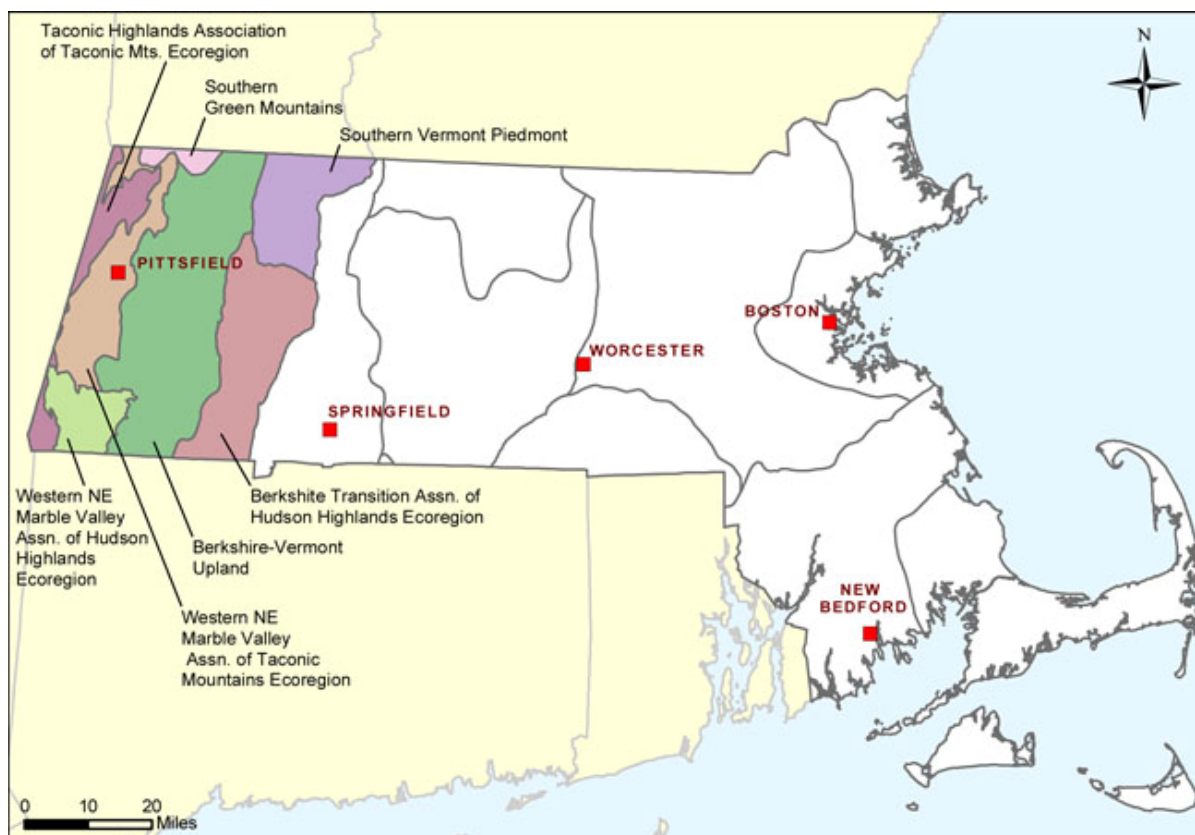 Taconic Highlands Association
of Taconic Mts. Ecoregion
N
Southern
Green Mountains
Southern Vermont Piedmont
PITTSFIELD
BOSTON
WORCESTER
SPRINGFIELD
Western NE
Marble Valley
Assn. of Hudson
Highlands
Ecoregion
Berkshite Transition Assn. of
Hudson Highlands Ecoregion
Berkshire-Vermont
Upland
NEW
BEDFORD
Western NE
Marble Valley
Assn. of Taconic
Mountains Ecoregion
0 10 20
Miles